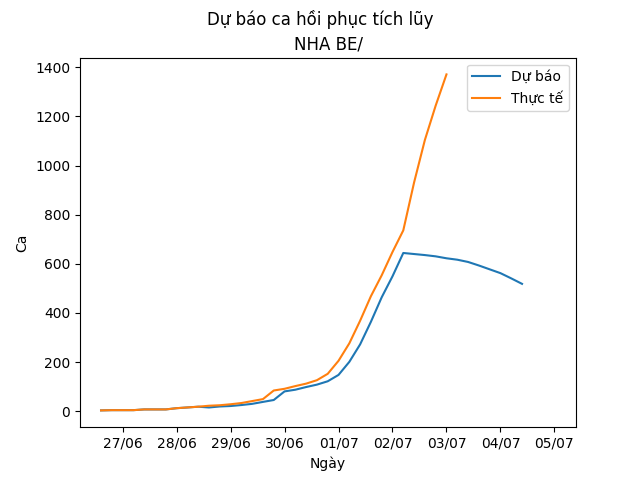 Dự báo ca hồi phục tích lũy
NHA BE/
Dự báo
Thực tế
Ca
1400
1200
1000
800
600
400
200
0
27/06 28/06 29/06 30/06 01/07 02/07 03/07 04/07 05/07
Ngày